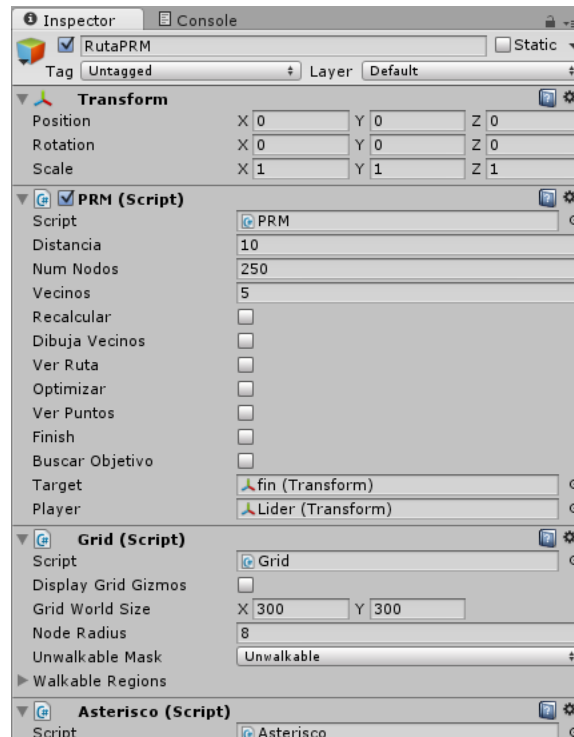 Inspector Console
RutaPRM Static
Tag Untagged Layer Default
Transform
Position X 0 Y 0 Z 0
Rotation X 0 Y 0 Z 0
Scale X 1 Y 1 Z 1
PRM (Script)
Script PRM
Distancia 10
Num Nodos 250
Vecinos 5
Recalcular
Dibuja Vecinos
Ver Ruta
Optimizar
Ver Puntos
Finish
Buscar Objetivo
Target fin (Transform)
Player Lider (Transform)
Grid (Script)
Script Grid
Display Grid Gizmos
Grid World Size X 300 Y 300
Node Radius 8
Unwalkable Mask Unwalkable
Walkable Regions
Asterisco (Script)
Script Asterisco